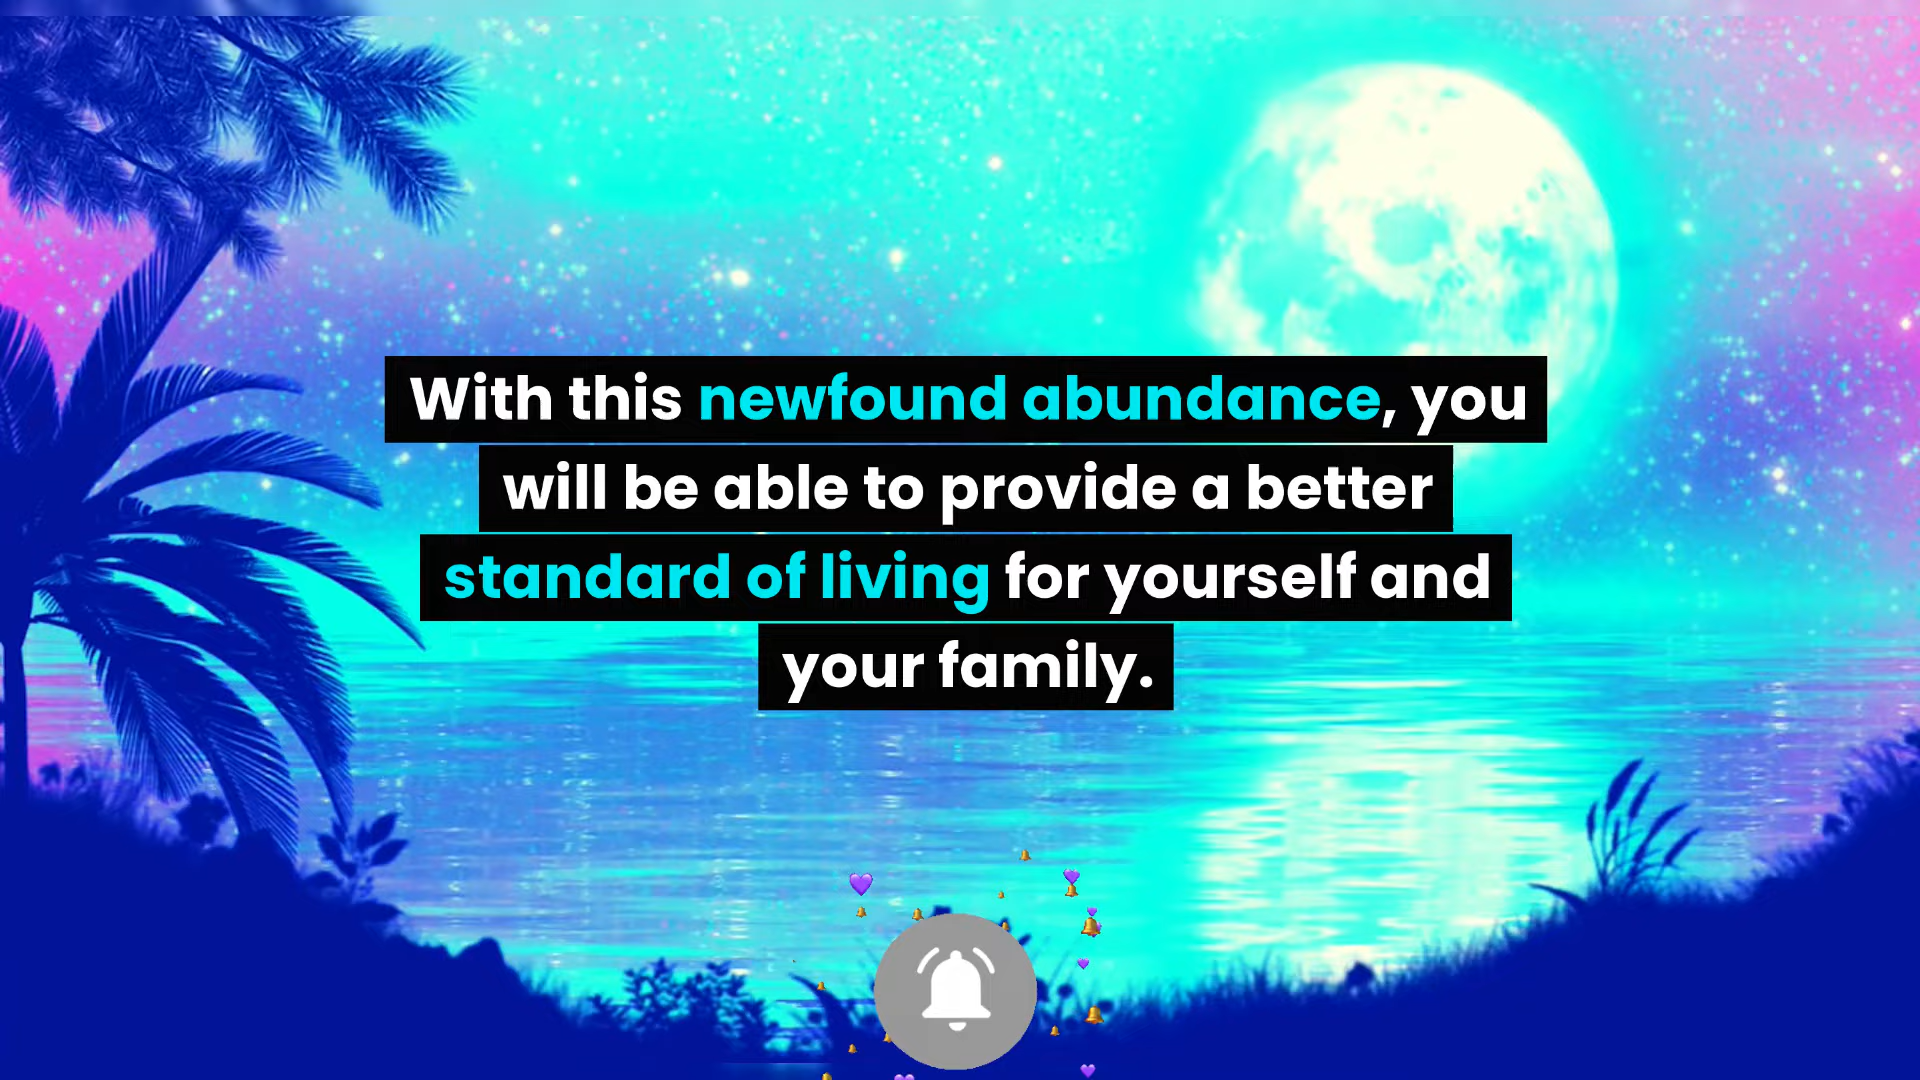 With this newfound abundance, you
will be able to provide a better
standard of living for yourself and
your family.